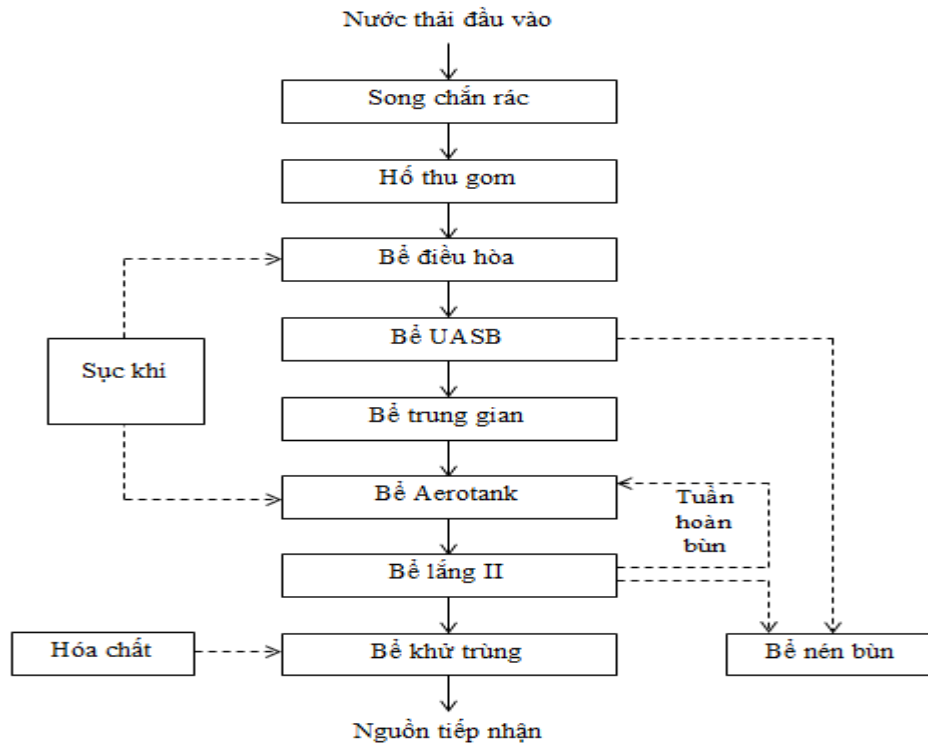 Nước thải đầu vào
Song chắn rác
Hố thu gom
Bể điều hòa
Bể UASB
Sục khi
Bể trung gian
Bể Aerotank
Tuần
hoàn
bùn
Bể lắng II
Hóa chất
Bể khử trùng
Bể nén bùn
Nguồn tiếp nhận